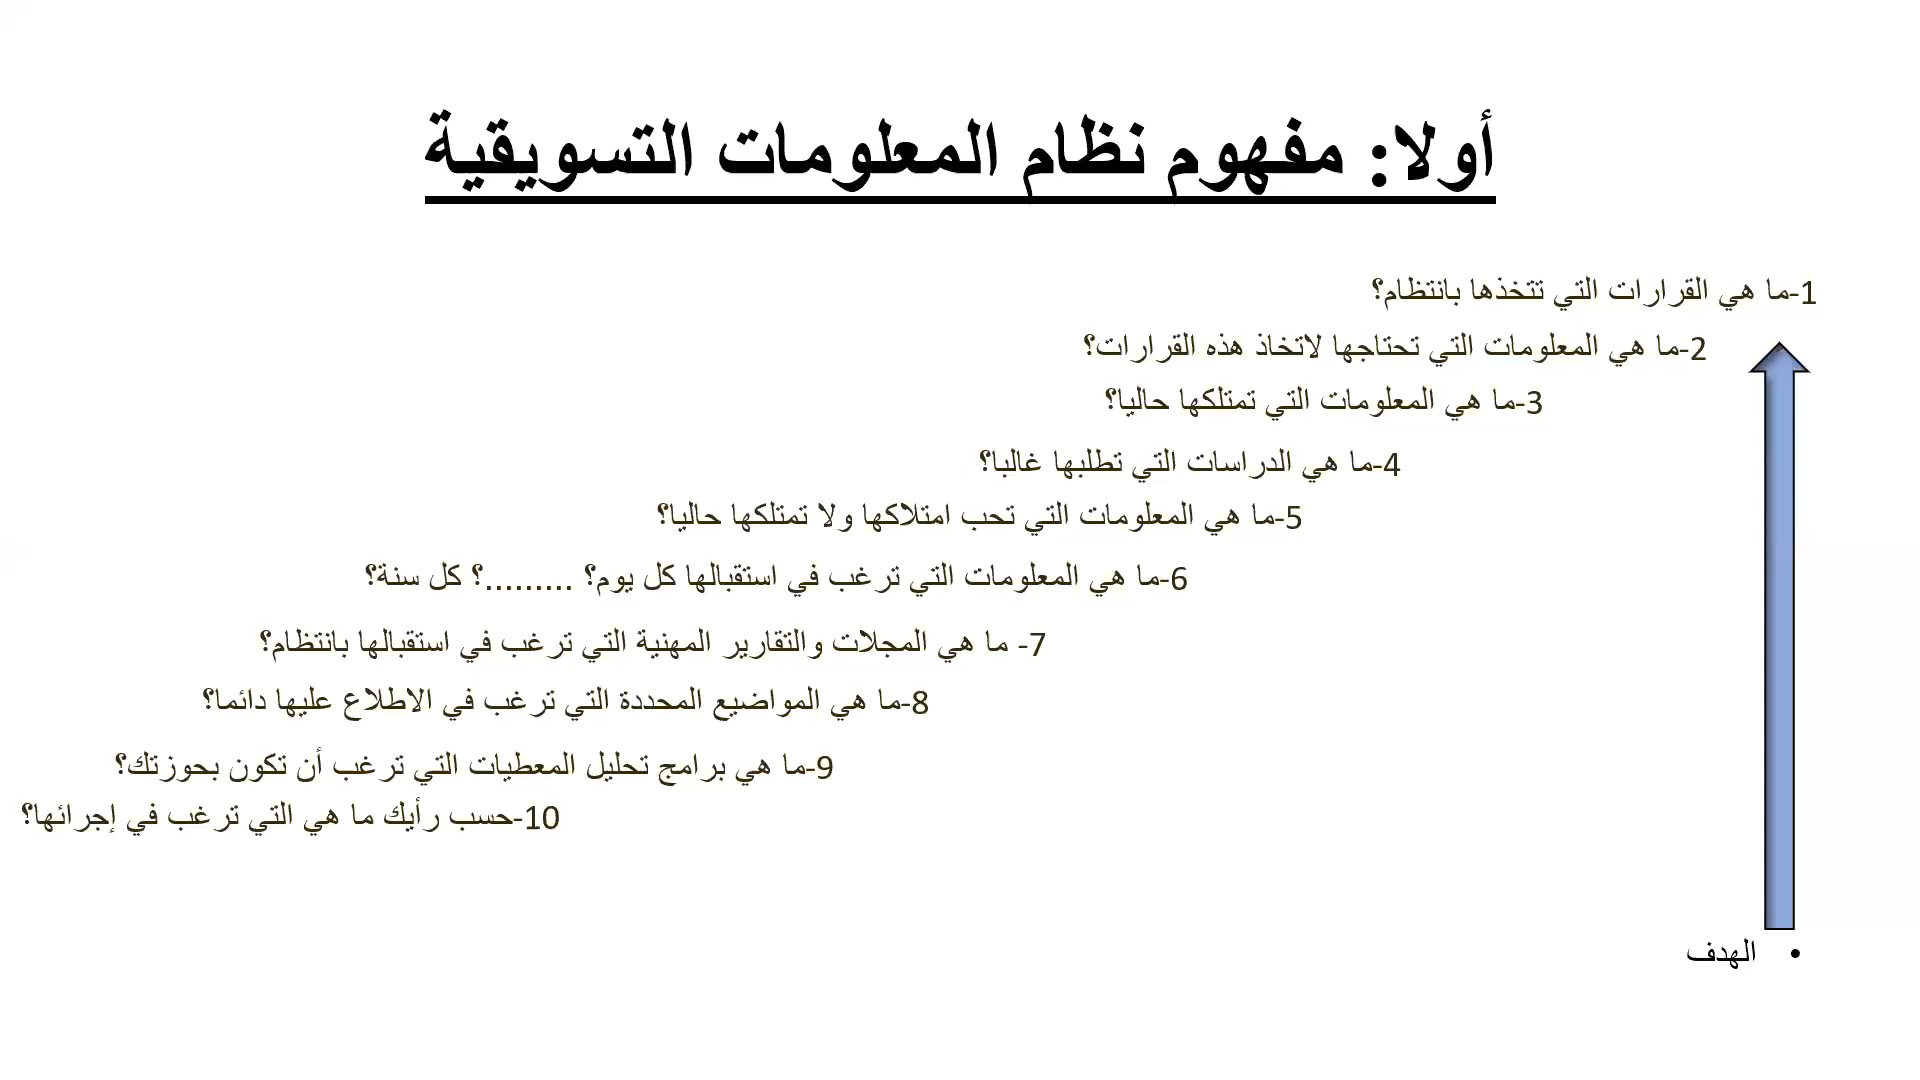 أولا: مفهوم نظام المعلومات التسويقية
1-ما هي القرارات التي تتخذها بانتظام؟
2-ما هي المعلومات التي تحتاجها لاتخاذ هذه القرارات؟
3-ما هي المعلومات التي تمتلكها حاليا؟
4-ما هي الدراسات التي تطلبها غالبا؟
5-ما هي المعلومات التي تحب امتلاكها ولا تمتلكها حاليا؟
6-ما هي المعلومات التي ترغب في استقبالها كل يوم؟ .........؟ كل سنة؟
7- ما هي المجلات والتقارير المهنية التي ترغب في استقبالها بانتظام؟
8-ما هي المواضيع المحددة التي ترغب في الاطلاع عليها دائما؟
9-ما هي برامج تحليل المعطيات التي ترغب أن تكون بحوزتك؟
10-حسب رأيك ما هي التي ترغب في إجرائها؟
• الهدف